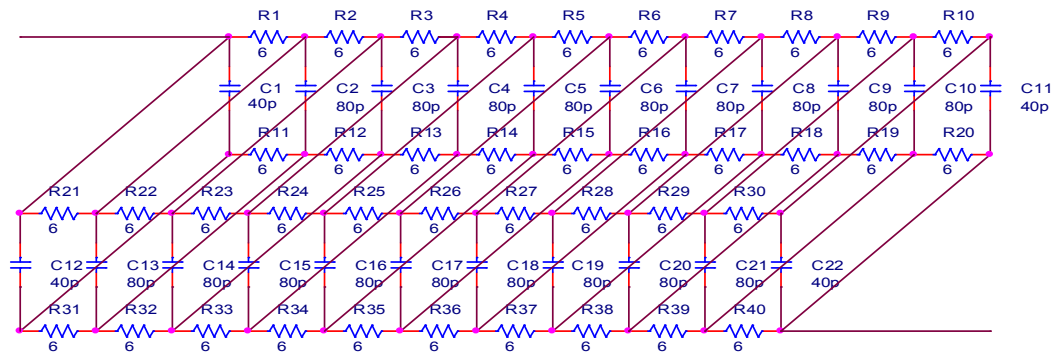 R1 R2 R3 R4 R5 R6 R7 R8 R9 R10
6 6 6 6 6 6 6 6 6 6
C1 C2 C3 C4 C5 C6 C7 C8 C9 C10 C11
40p 80p 80p 80p 80p 80p 80p 80p 80p 80p 40p
R11 R12 R13 R14 R15 R16 R17 R18 R19 R20
6 6 6 6 6 6 6 6 6 6
R21 R22 R23 R24 R25 R26 R27 R28 R29 R30
6 6 6 6 6 6 6 6 6 6
C12 C13 C14 C15 C16 C17 C18 C19 C20 C21 C22
40p 80p 80p 80p 80p 80p 80p 80p 80p 80p 40p
R31 R32 R33 R34 R35 R36 R37 R38 R39 R40
6 6 6 6 6 6 6 6 6 6